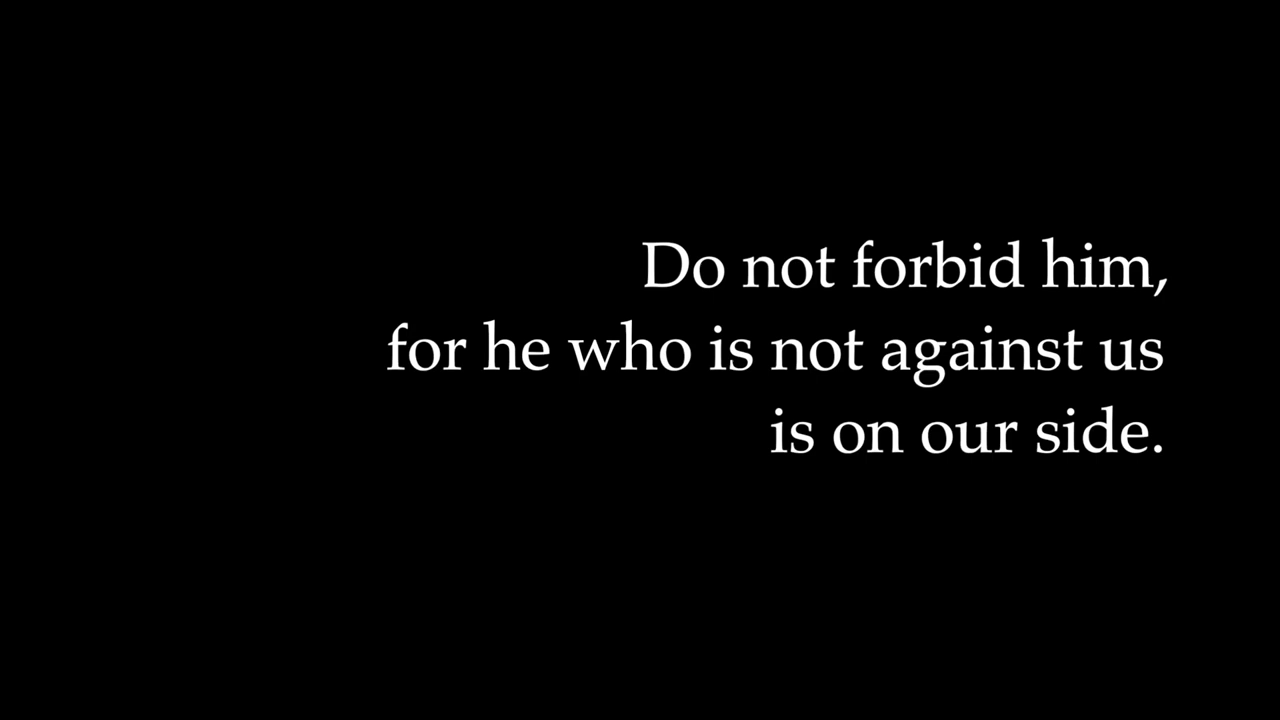 Do not forbid him,
for he who is not against us
is on our side.